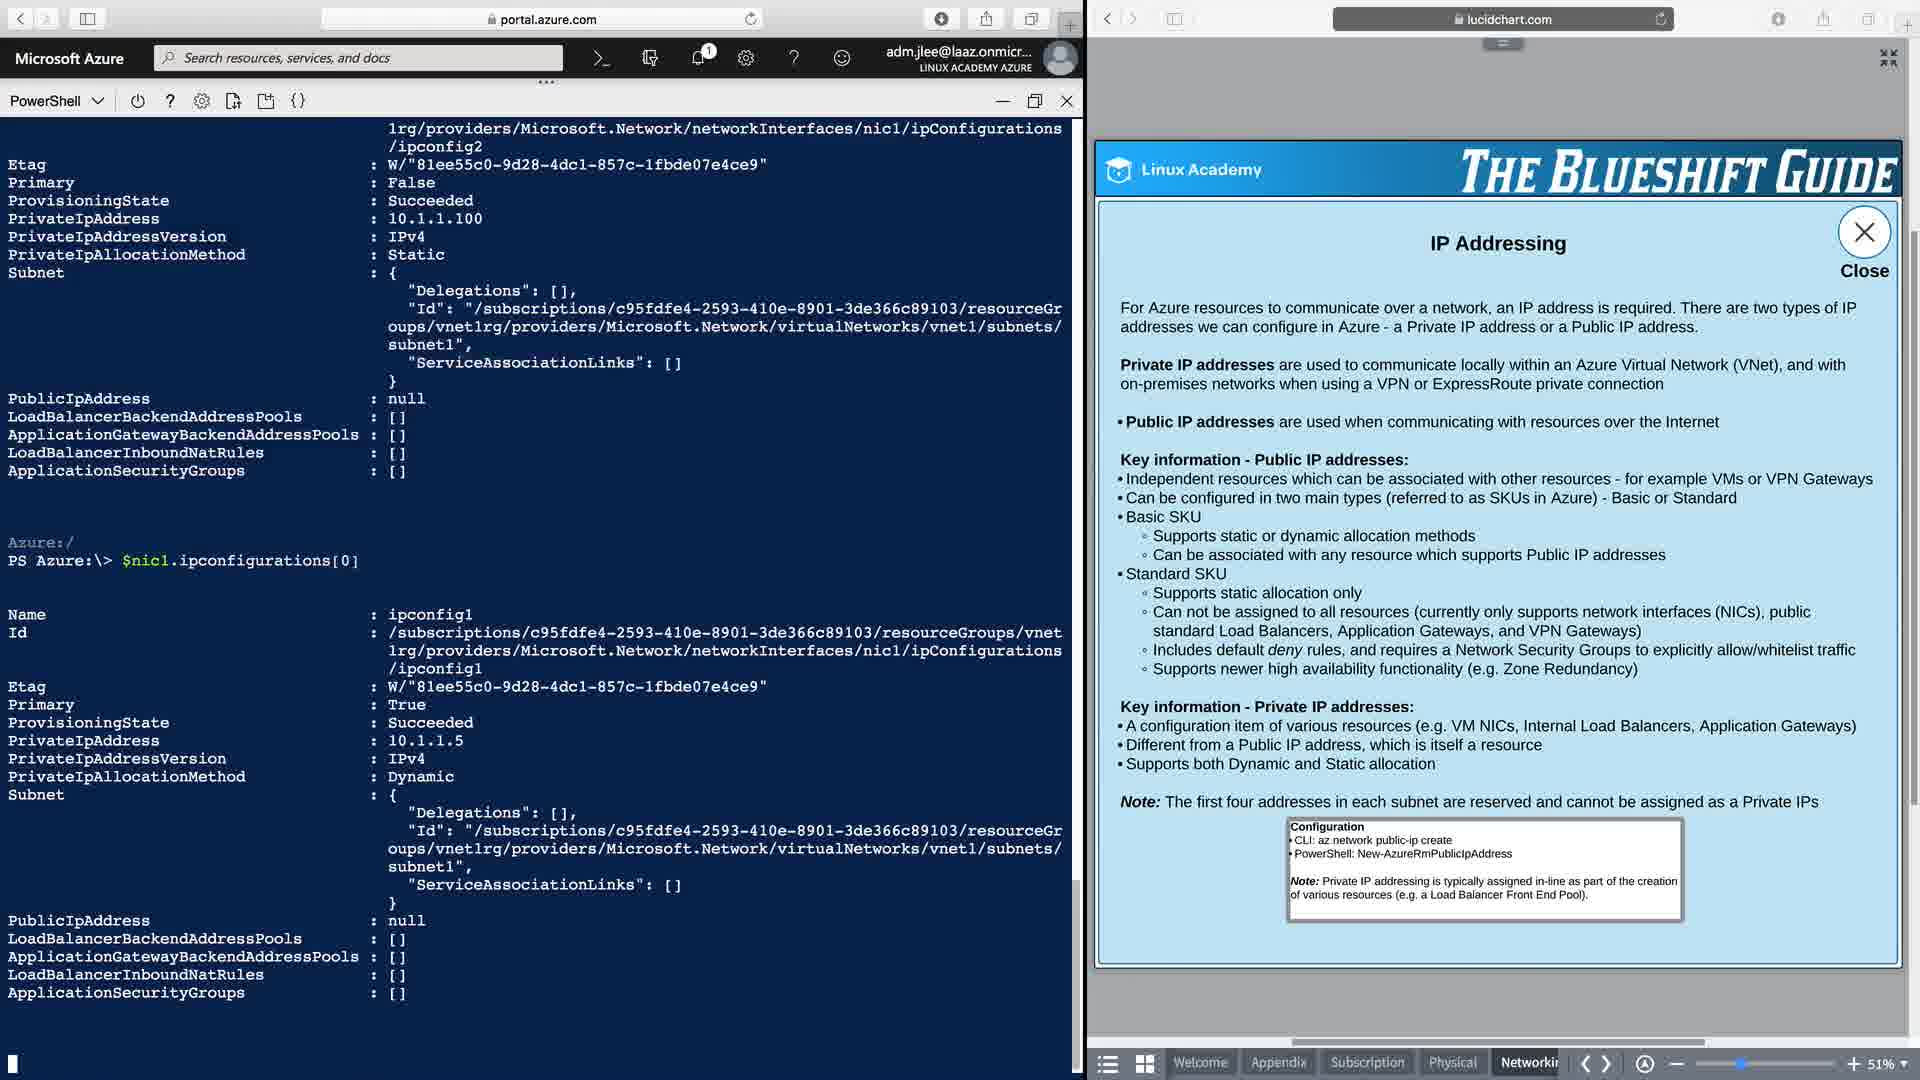 portal.azure.com
Microsoft Azure
Search resources, services, and docs
1
adm.jlee@laaz.onmicr...
LINUX ACADEMY AZURE
PowerShell
1rg/providers/Microsoft.Network/networkInterfaces/nic1/ipConfigurations
/ipconfig2
Etag : W/"81ee55c0-9d28-4dc1-857c-1fbde07e4ce9"
Primary : False
ProvisioningState : Succeeded
PrivateIpAddress : 10.1.1.100
PrivateIpAddressVersion : IPv4
PrivateIpAllocationMethod : Static
Subnet : {
"Delegations": [],
"Id": "/subscriptions/c95fdfe4-2593-410e-8901-3de366c89103/resourceGr
oups/vnet1rg/providers/Microsoft.Network/virtualNetworks/vnet1/subnets/
subnet1",
"ServiceAssociationLinks": []
}
PublicIpAddress : null
LoadBalancerBackendAddressPools : []
ApplicationGatewayBackendAddressPools : []
LoadBalancerInboundNatRules : []
ApplicationSecurityGroups : []
Azure:/
PS Azure:\> $nic1.ipconfigurations[0]
Name : ipconfig1
Id : /subscriptions/c95fdfe4-2593-410e-8901-3de366c89103/resourceGroups/vnet
1rg/providers/Microsoft.Network/networkInterfaces/nic1/ipConfigurations
/ipconfig1
Etag : W/"81ee55c0-9d28-4dc1-857c-1fbde07e4ce9"
Primary : True
ProvisioningState : Succeeded
PrivateIpAddress : 10.1.1.5
PrivateIpAddressVersion : IPv4
PrivateIpAllocationMethod : Dynamic
Subnet : {
"Delegations": [],
"Id": "/subscriptions/c95fdfe4-2593-410e-8901-3de366c89103/resourceGr
oups/vnet1rg/providers/Microsoft.Network/virtualNetworks/vnet1/subnets/
subnet1",
"ServiceAssociationLinks": []
}
PublicIpAddress : null
LoadBalancerBackendAddressPools : []
ApplicationGatewayBackendAddressPools : []
LoadBalancerInboundNatRules : []
ApplicationSecurityGroups : []
lucidchart.com
Linux Academy
THE BLUESHIFT GUIDE
IP Addressing
Close
For Azure resources to communicate over a network, an IP address is required. There are two types of IP
addresses we can configure in Azure - a Private IP address or a Public IP address.
Private IP addresses are used to communicate locally within an Azure Virtual Network (VNet), and with
on-premises networks when using a VPN or ExpressRoute private connection
• Public IP addresses are used when communicating with resources over the Internet
Key information - Public IP addresses:
• Independent resources which can be associated with other resources - for example VMs or VPN Gateways
• Can be configured in two main types (referred to as SKUs in Azure) - Basic or Standard
• Basic SKU
◦ Supports static or dynamic allocation methods
◦ Can be associated with any resource which supports Public IP addresses
• Standard SKU
◦ Supports static allocation only
◦ Can not be assigned to all resources (currently only supports network interfaces (NICs), public
standard Load Balancers, Application Gateways, and VPN Gateways)
◦ Includes default deny rules, and requires a Network Security Groups to explicitly allow/whitelist traffic
◦ Supports newer high availability functionality (e.g. Zone Redundancy)
Key information - Private IP addresses:
• A configuration item of various resources (e.g. VM NICs, Internal Load Balancers, Application Gateways)
• Different from a Public IP address, which is itself a resource
• Supports both Dynamic and Static allocation
Note: The first four addresses in each subnet are reserved and cannot be assigned as a Private IPs
Configuration
• CLI: az network public-ip create
• PowerShell: New-AzureRmPublicIpAddress
Note: Private IP addressing is typically assigned in-line as part of the creation
of various resources (e.g. a Load Balancer Front End Pool).
Welcome
Appendix
Subscription
Physical
Networkin
51%